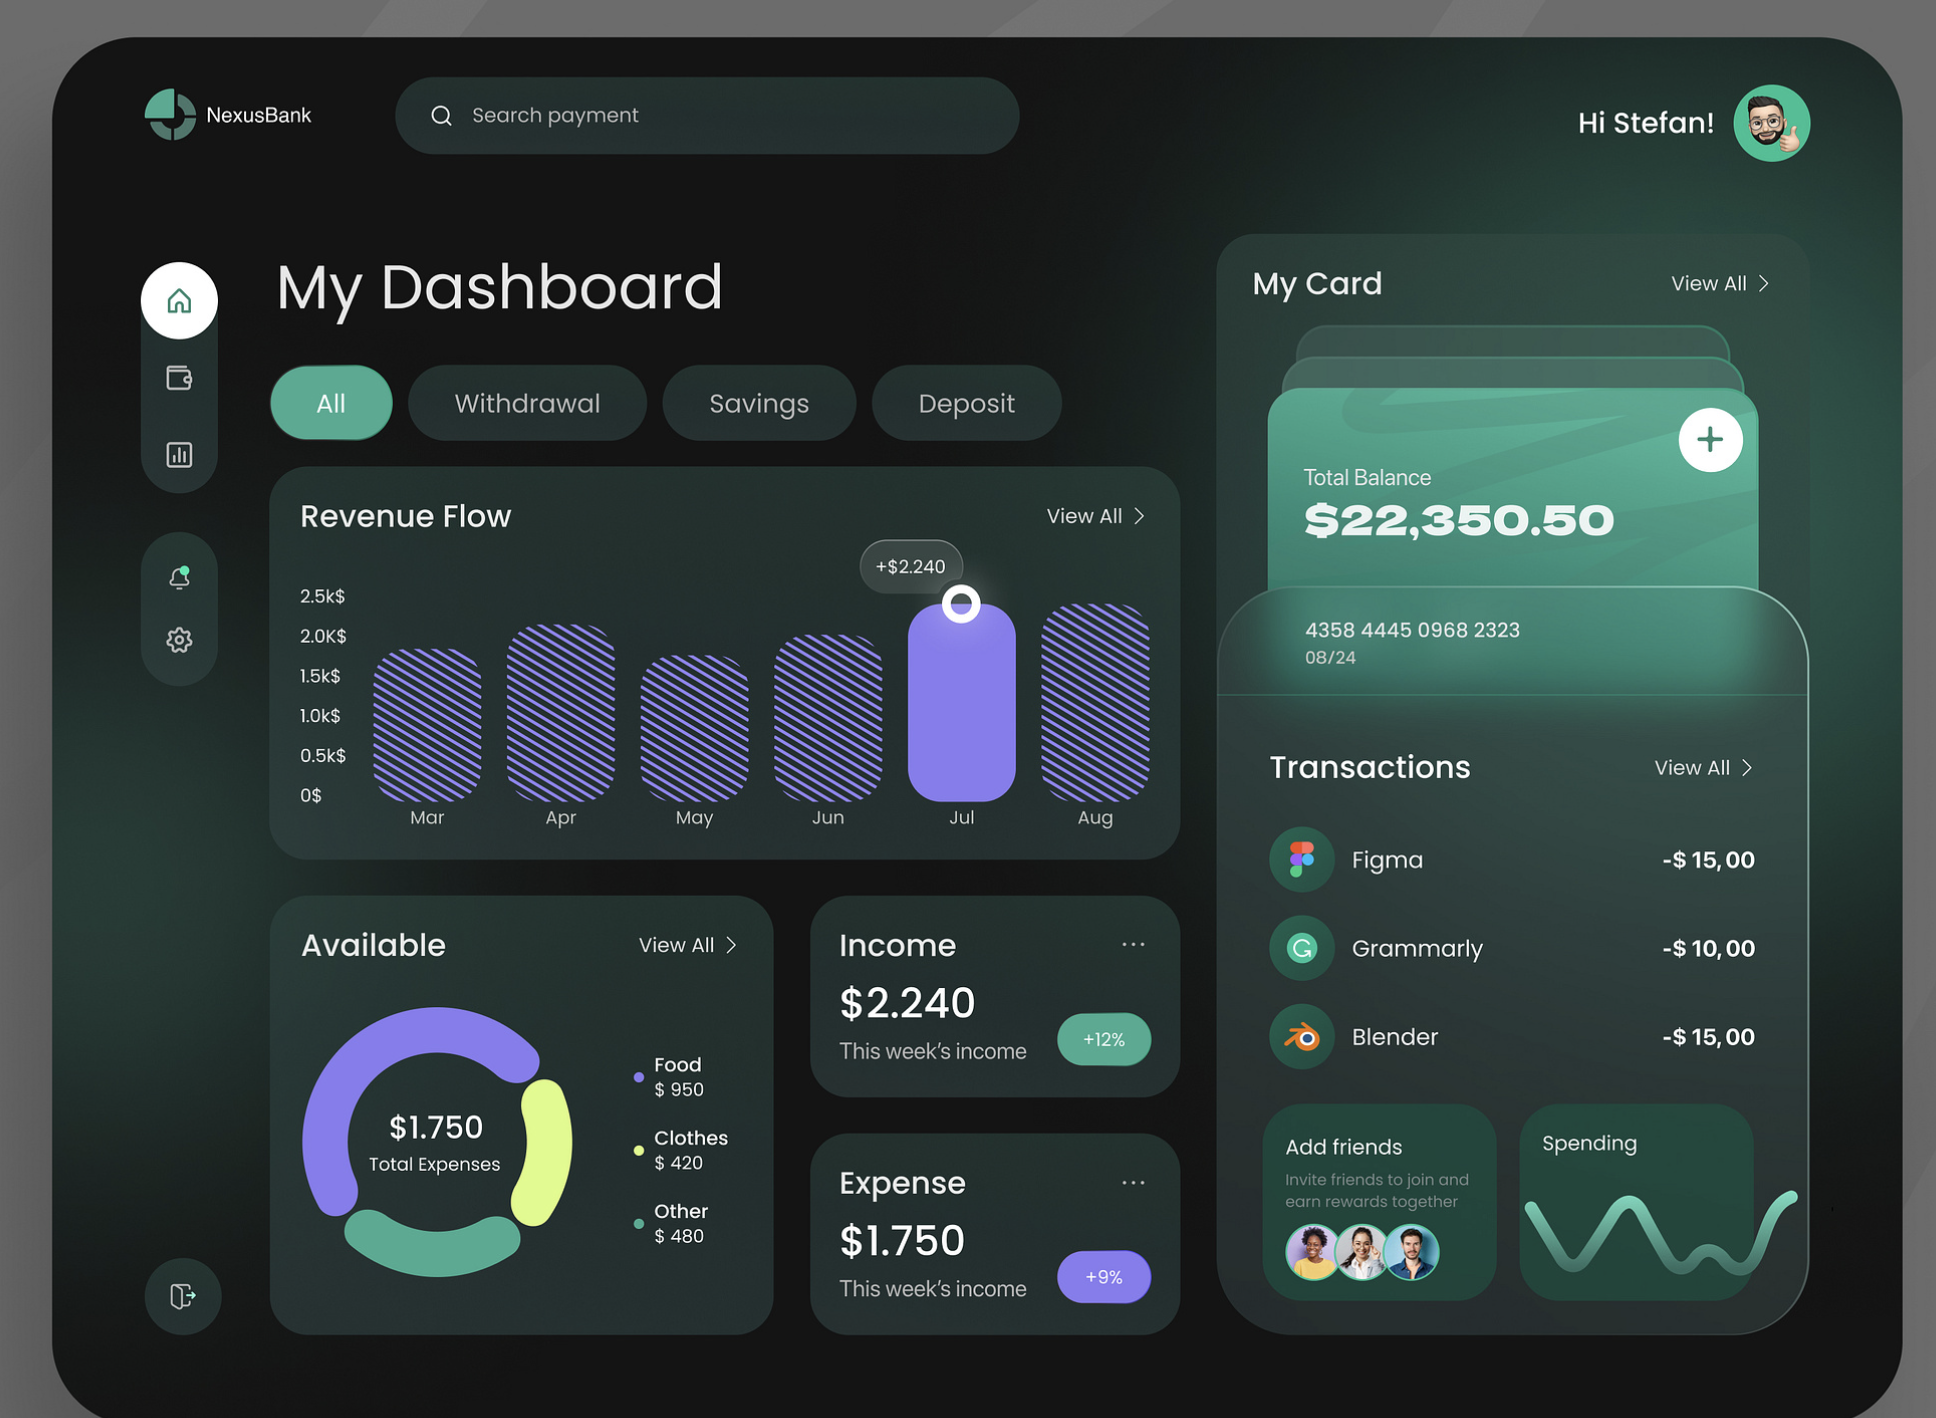 NexusBank
Search payment
Hi Stefan!
My Dashboard
All
Withdrawal
Savings
Deposit
Revenue Flow
View All
+$2.240
2.5k$
2.0K$
1.5k$
1.0k$
0.5k$
0$
Mar
Apr
May
Jun
Jul
Aug
Available
View All
$1.750
Total Expenses
Food
$ 950
Clothes
$ 420
Other
$ 480
Income
...
$2.240
This week's income
+12%
Expense
...
$1.750
This week's income
+9%
My Card
View All
Total Balance
$22,350.50
4358 4445 0968 2323
08/24
Transactions
View All
Figma
-$ 15, 00
Grammarly
-$ 10, 00
Blender
-$ 15, 00
Add friends
Invite friends to join and
earn rewards together
Spending